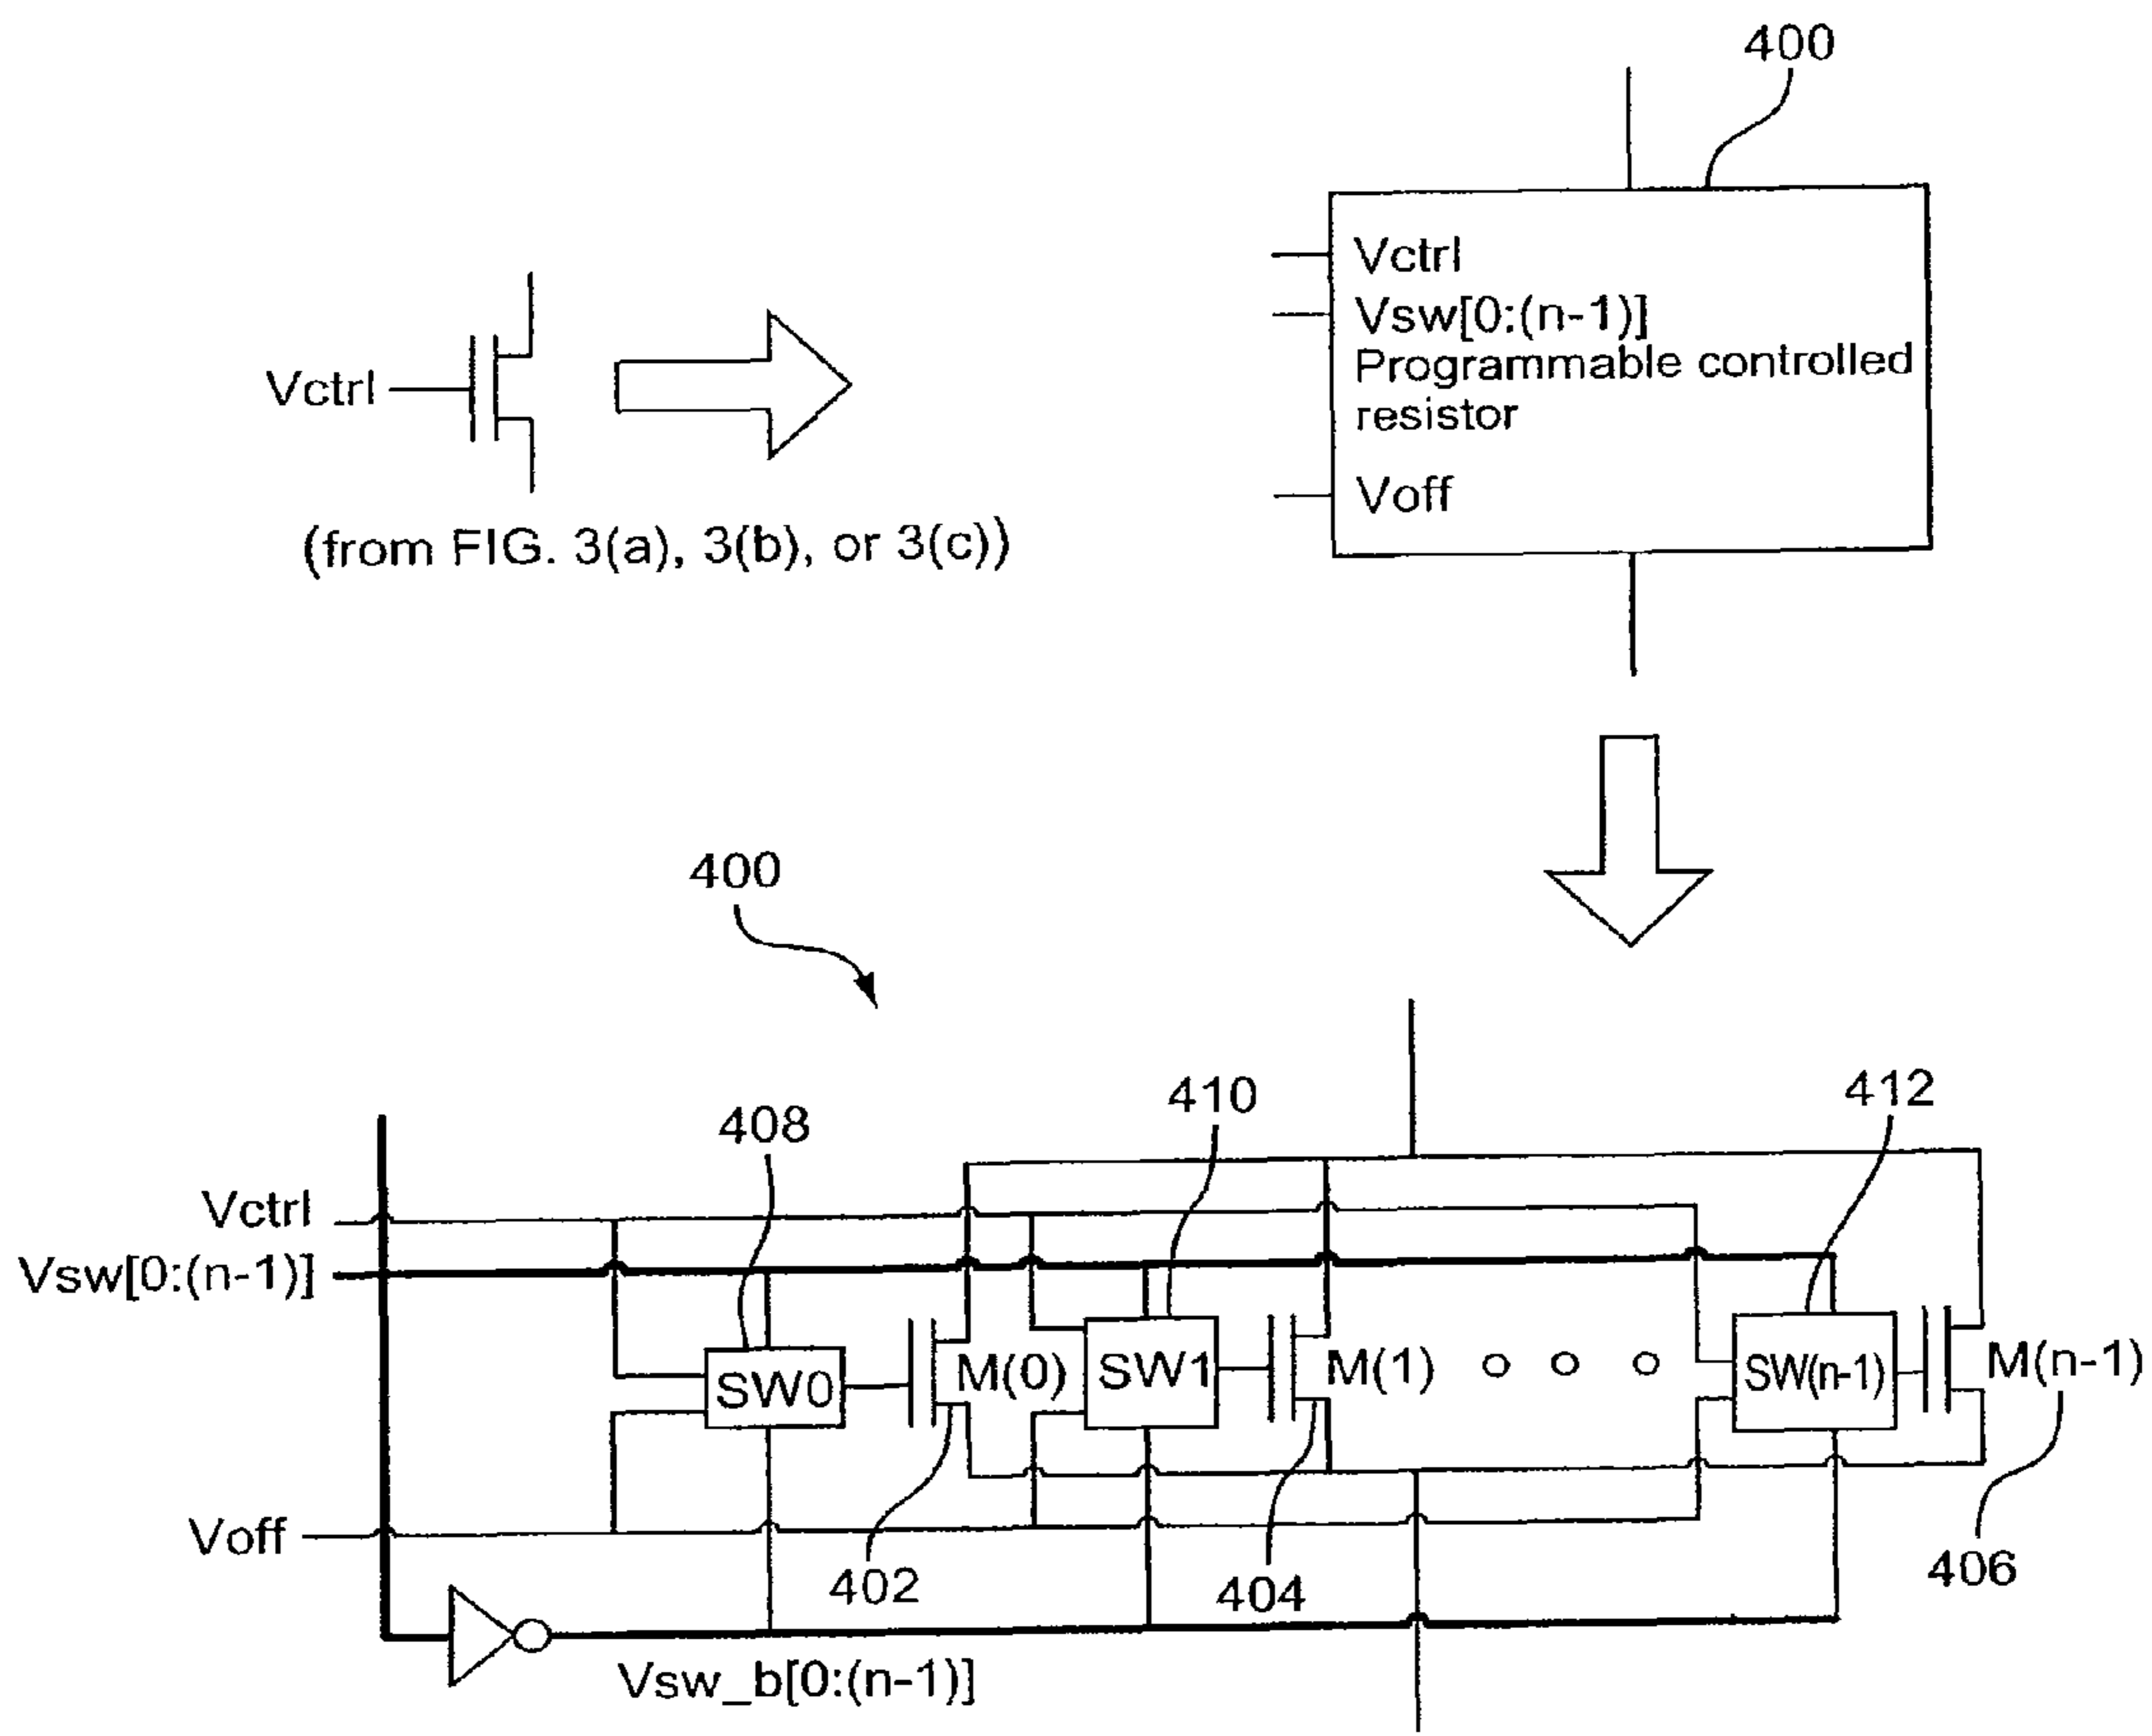 400
Vctrl
Vsw[0:(n-1)]
Programmable controlled
resistor
Voff
Vctrl
(from FIG. 3(a), 3(b), or 3(c))
400
408
410
412
Vctrl
Vsw[0:(n-1)]
SW0
M(0)
SW1
M(1)
SW(n-1)
M(n-1)
Voff
402
404
406
Vsw_b[0:(n-1)]